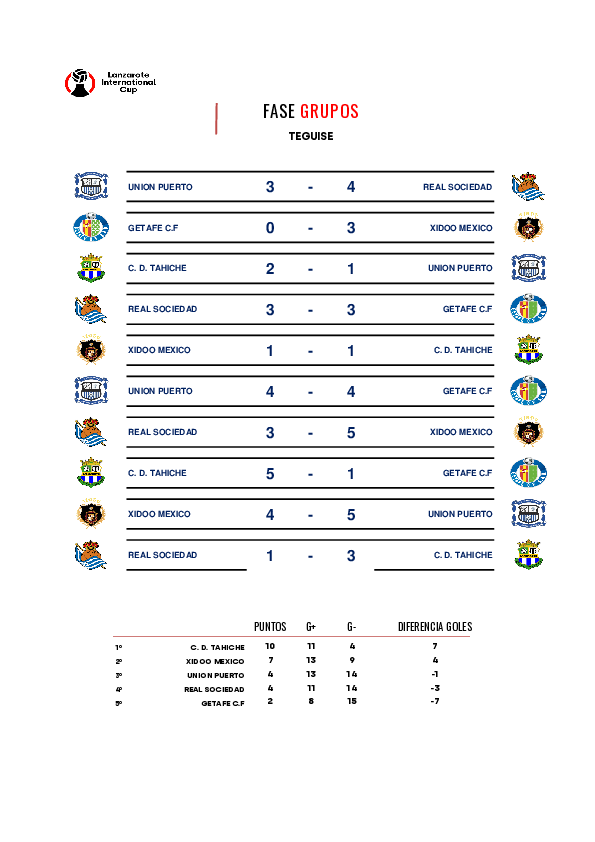 Lanzarote
International
Cup
FASE GRUPOS
TEGUISE
UNION PUERTO 3 - 4 REAL SOCIEDAD
GETAFE C.F 0 - 3 XIDOO MEXICO
C. D. TAHICHE 2 - 1 UNION PUERTO
REAL SOCIEDAD 3 - 3 GETAFE C.F
XIDOO MEXICO 1 - 1 C. D. TAHICHE
UNION PUERTO 4 - 4 GETAFE C.F
REAL SOCIEDAD 3 - 5 XIDOO MEXICO
C. D. TAHICHE 5 - 1 GETAFE C.F
XIDOO MEXICO 4 - 5 UNION PUERTO
REAL SOCIEDAD 1 - 3 C. D. TAHICHE
PUNTOS G+ G- DIFERENCIA GOLES
1º C. D. TAHICHE 10 11 4 7
2º XIDOO MEXICO 7 13 9 4
3º UNION PUERTO 4 13 14 -1
4º REAL SOCIEDAD 4 11 14 -3
5º GETAFE C.F 2 8 15 -7